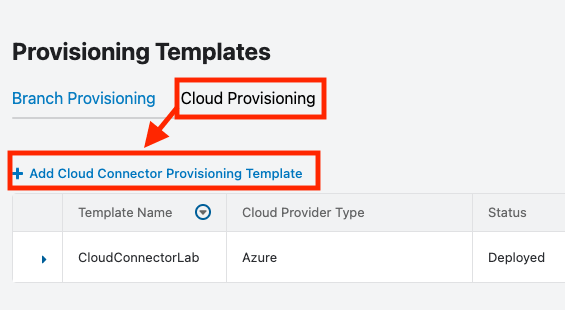 Provisioning Templates
Branch Provisioning Cloud Provisioning
+ Add Cloud Connector Provisioning Template
Template Name Cloud Provider Type Status
CloudConnectorLab Azure Deployed